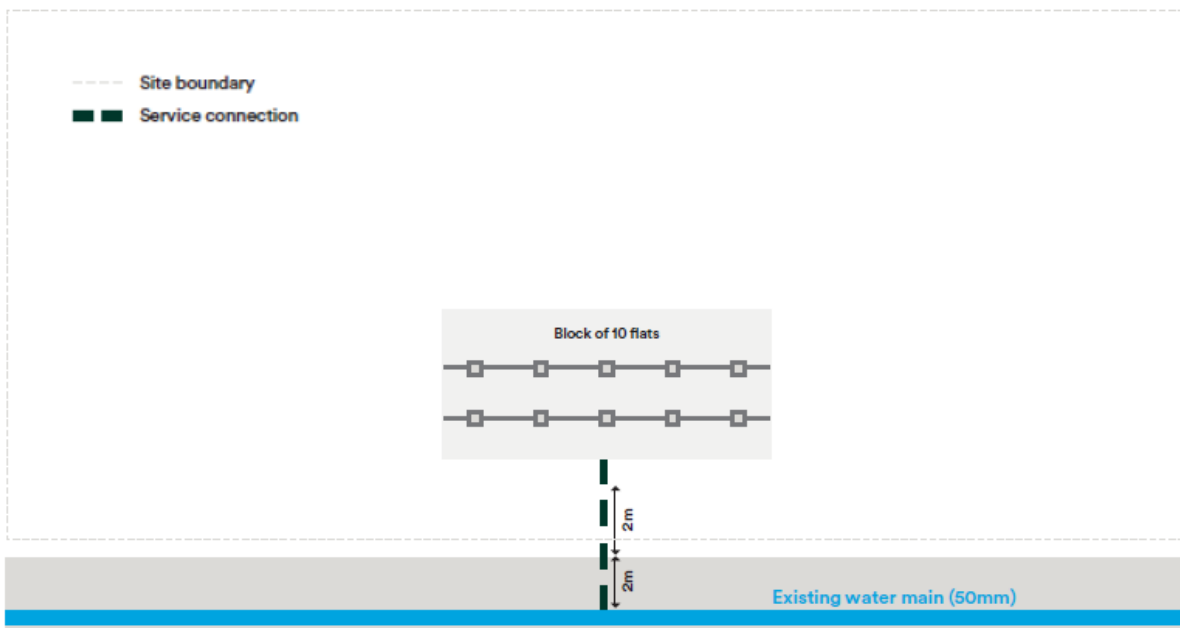 Site boundary
Service connection
Block of 10 flats
2m
2m
Existing water main (50mm)